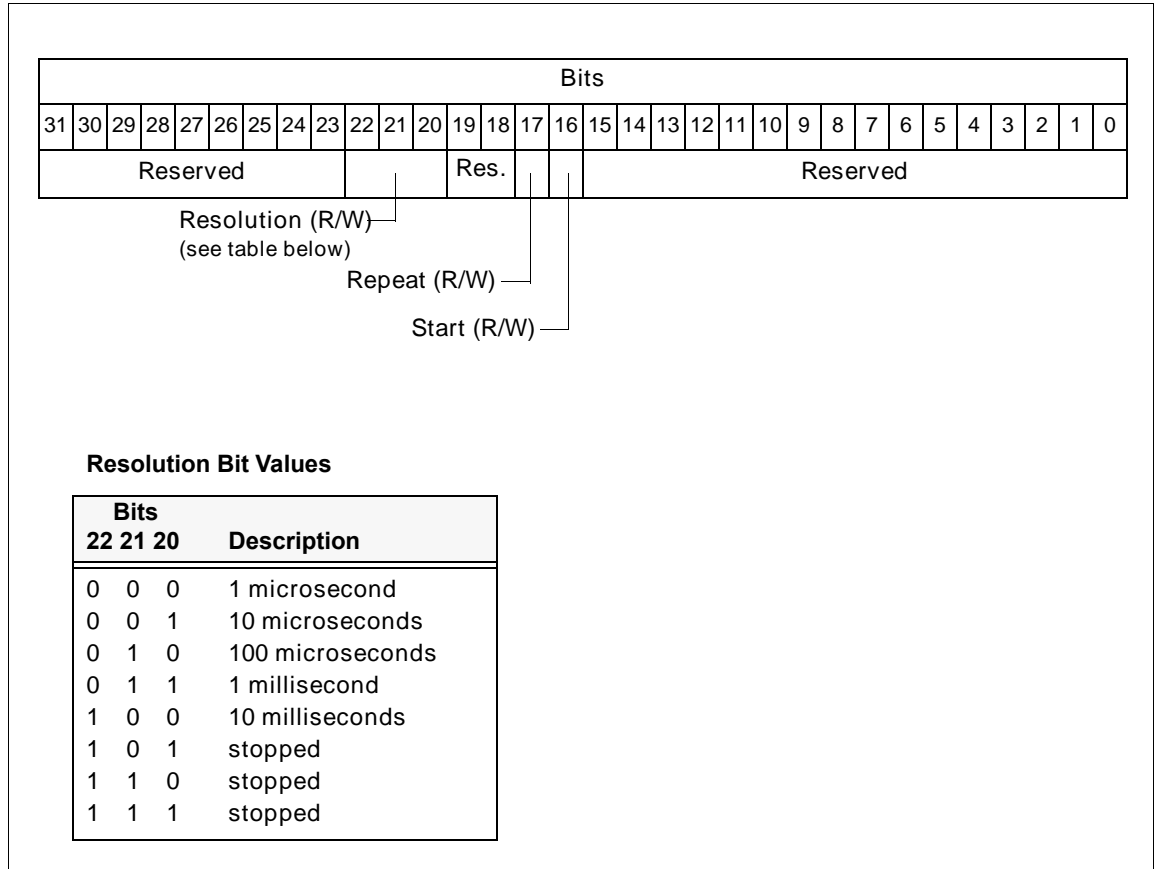 Bits
31 30 29 28 27 26 25 24 23 22 21 20 19 18 17 16 15 14 13 12 11 10 9 8 7 6 5 4 3 2 1 0
Reserved Res. Reserved
Resolution (R/W)
(see table below)
Repeat (R/W)
Start (R/W)
Resolution Bit Values
Bits
22 21 20 Description
0 0 0 1 microsecond
0 0 1 10 microseconds
0 1 0 100 microseconds
0 1 1 1 millisecond
1 0 0 10 milliseconds
1 0 1 stopped
1 1 0 stopped
1 1 1 stopped